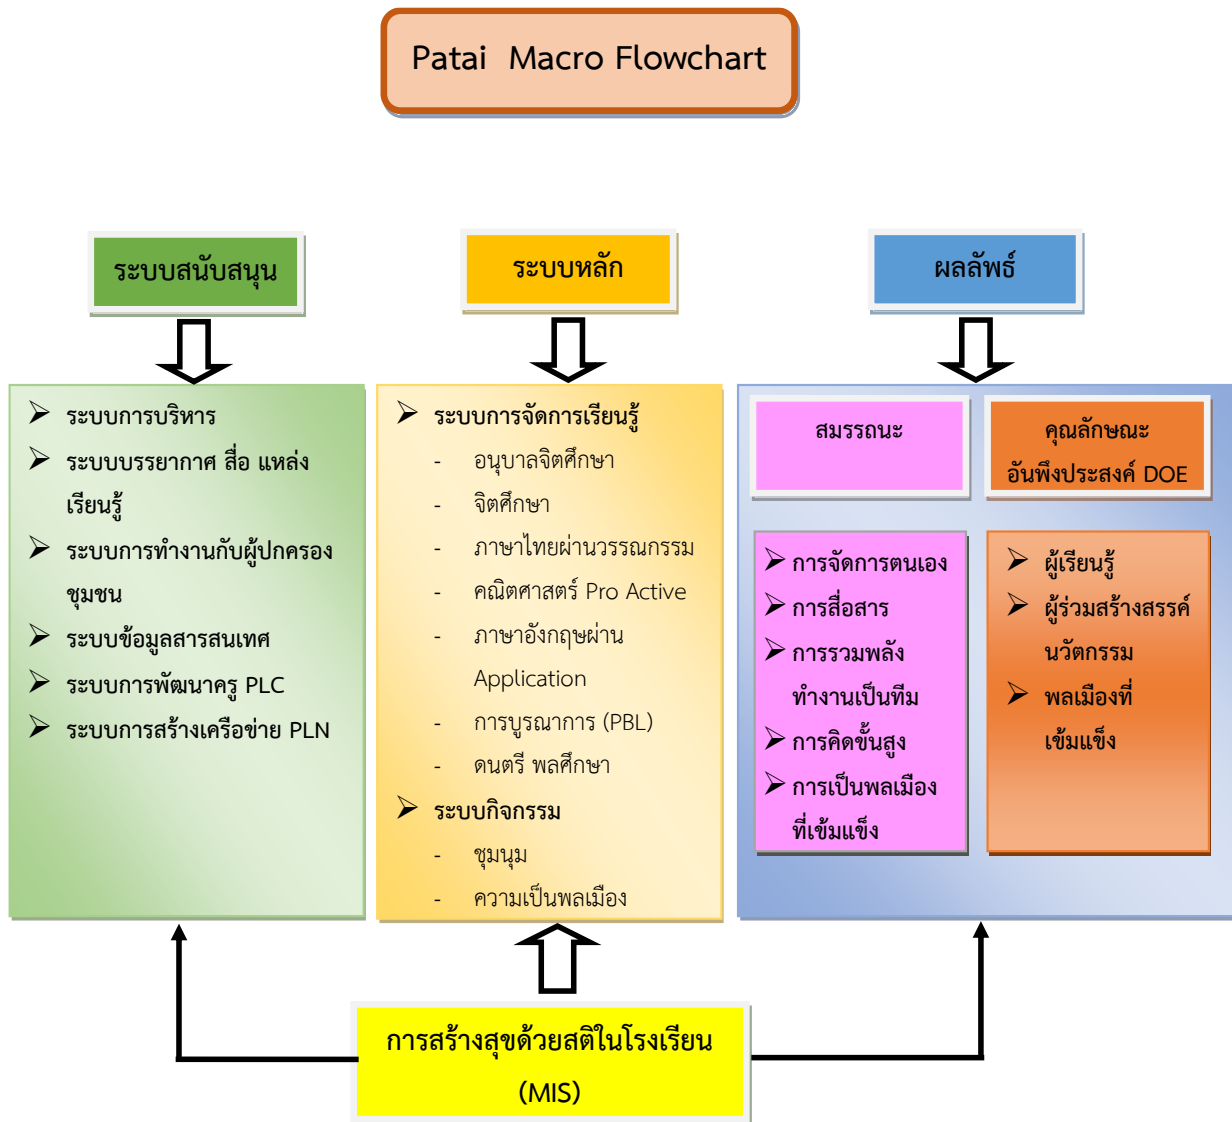 Patai Macro Flowchart
ระบบสนับสนุน
ระบบหลัก
ผลลัพธ์
➢ ระบบการบริหาร
➢ ระบบบรรยากาศ สื่อ แหล่ง
เรียนรู้
➢ ระบบการทำงานกับผู้ปกครอง
ชุมชน
➢ ระบบข้อมูลสารสนเทศ
➢ ระบบการพัฒนาครู PLC
➢ ระบบการสร้างเครือข่าย PLN
➢ ระบบการจัดการเรียนรู้
- อนุบาลจิตศึกษา
- จิตศึกษา
- ภาษาไทยผ่านวรรณกรรม
- คณิตศาสตร์ Pro Active
- ภาษาอังกฤษผ่าน
Application
- การบูรณาการ (PBL)
- ดนตรี พลศึกษา
➢ ระบบกิจกรรม
- ชุมนุม
- ความเป็นพลเมือง
สมรรถนะ
➢ การจัดการตนเอง
➢ การสื่อสาร
➢ การรวมพลัง
ทำงานเป็นทีม
➢ การคิดขั้นสูง
➢ การเป็นพลเมือง
ที่เข้มแข็ง
คุณลักษณะ
อันพึงประสงค์ DOE
➢ ผู้เรียนรู้
➢ ผู้ร่วมสร้างสรรค์
นวัตกรรม
➢ พลเมืองที่
เข้มแข็ง
การสร้างสุขด้วยสติในโรงเรียน
(MIS)